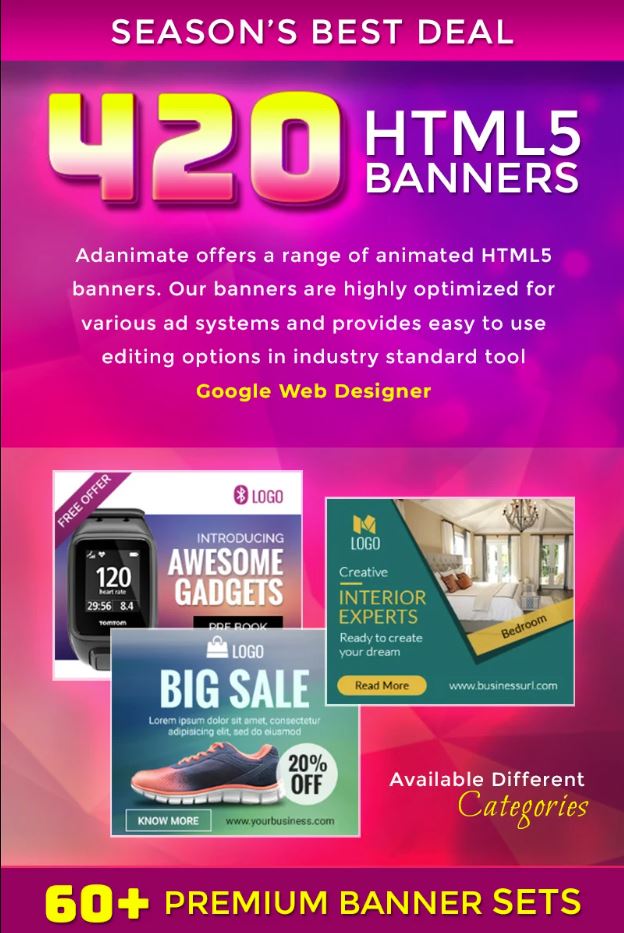 SEASON'S BEST DEAL
420
HTML5
BANNERS
Adanimate offers a range of animated HTML5
banners. Our banners are highly optimized for
various ad systems and provides easy to use
editing options in industry standard tool
Google Web Designer
FREE OFFER
LOGO
INTRODUCING
AWESOME
GADGETS
PRE BOOK
120
heart rate
29:56 8.4
TOMTOM
LOGO
Creative
INTERIOR
EXPERTS
Ready to create
your dream
Bedroom
Read More
www.businessurl.com
LOGO
BIG SALE
Lorem ipsum dolor sit amet, consectetur
adipisicing elit, sed do eiusmod
20%
OFF
KNOW MORE
www.yourbusiness.com
Available Different
Categories
60+ PREMIUM BANNER SETS